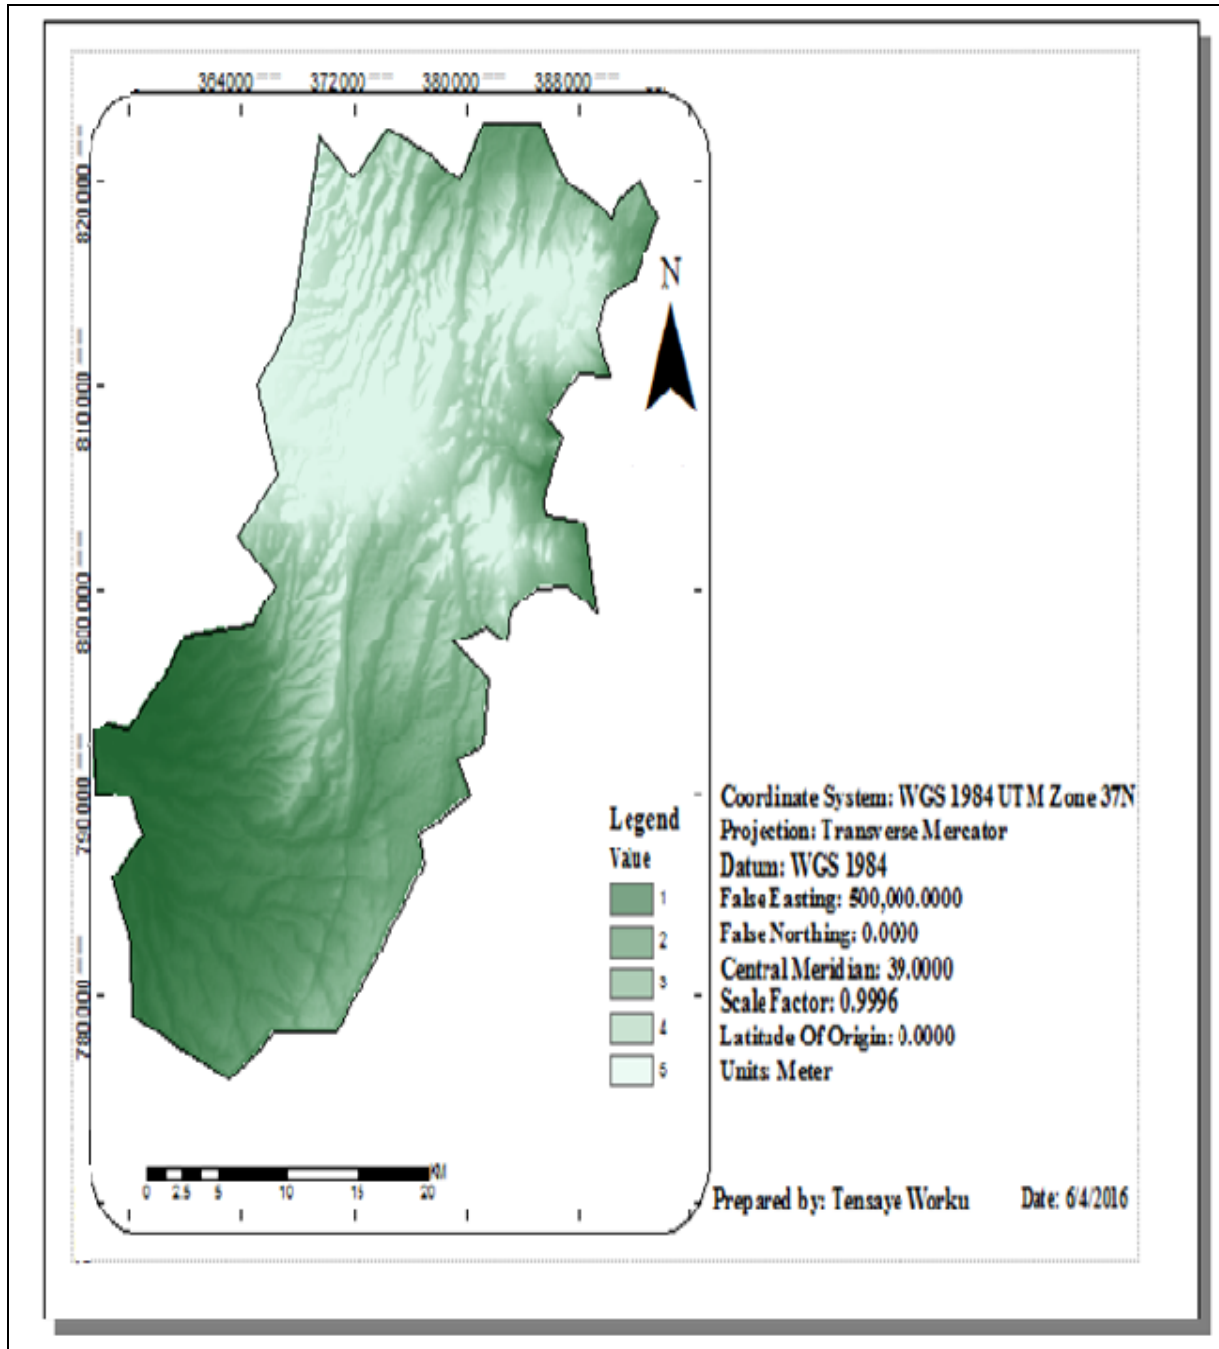 364000 372000 380000 388000
820000
810000
800000
790000
780000
N
Legend
Value
1
2
3
4
5
Coordinate System: WGS 1984 UTM Zone 37N
Projection: Transverse Mercator
Datum: WGS 1984
False Easting: 500,000.0000
False Northing: 0.0000
Central Meridian: 39.0000
Scale Factor: 0.9996
Latitude Of Origin: 0.0000
Units: Meter
KM
0 2.5 5 10 15 20
Prepared by: Tensaye Worku Date: 6/4/2016